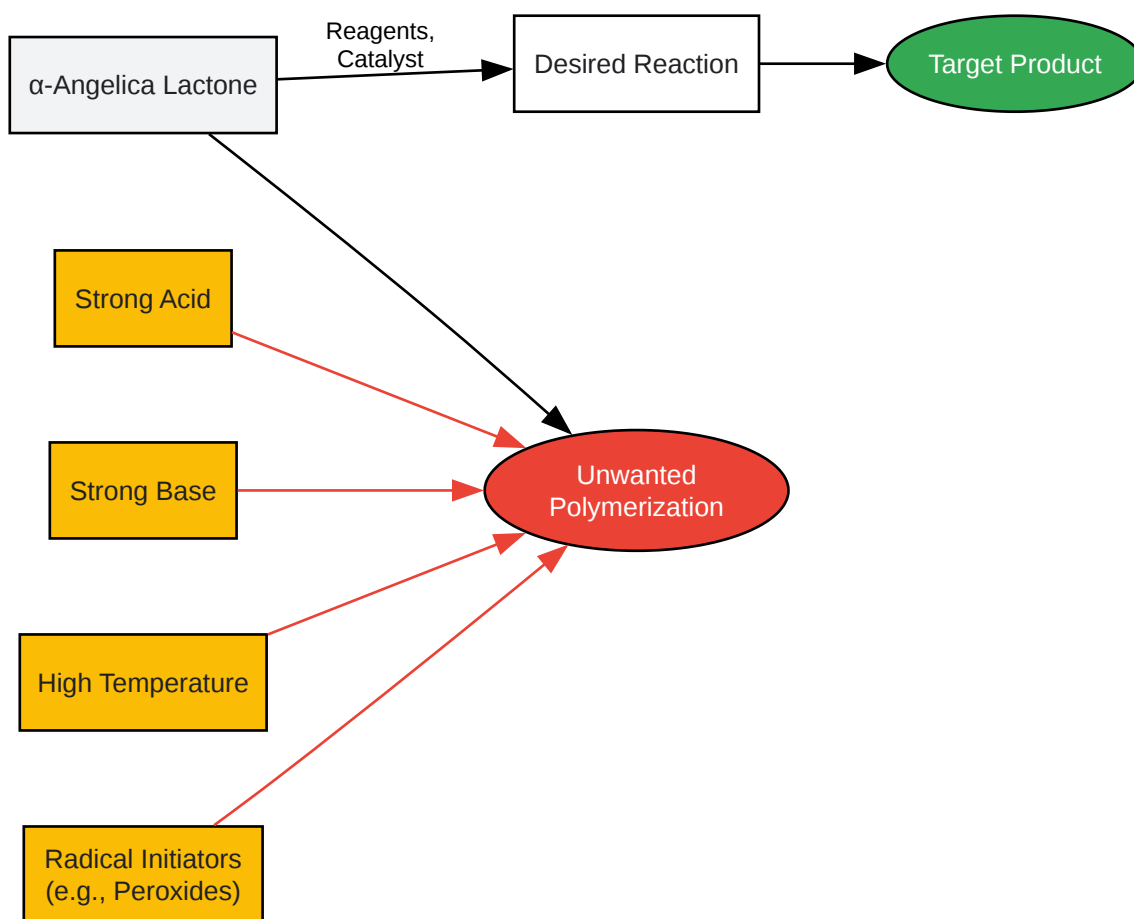 α-Angelica Lactone
Reagents,
Catalyst
Desired Reaction
Target Product
Strong Acid
Strong Base
Unwanted
Polymerization
High Temperature
Radical Initiators
(e.g., Peroxides)